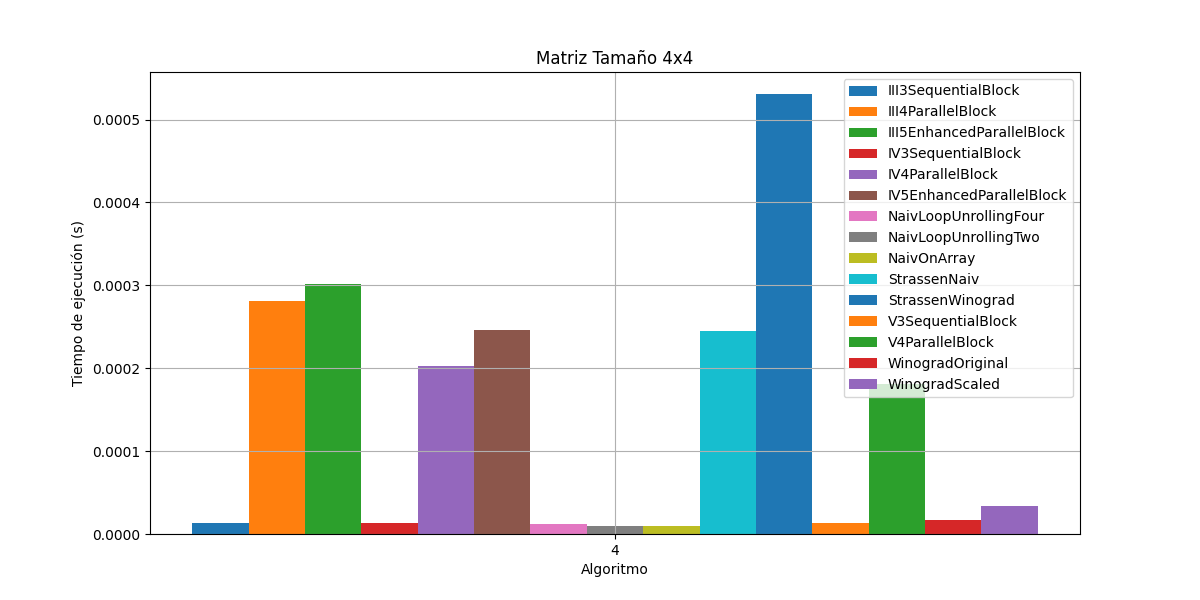 Matriz Tamaño 4x4
Tiempo de ejecución (s)
0.0005
0.0004
0.0003
0.0002
0.0001
0.0000
4
Algoritmo
III3SequentialBlock
III4ParallelBlock
III5EnhancedParallelBlock
IV3SequentialBlock
IV4ParallelBlock
IV5EnhancedParallelBlock
NaivLoopUnrollingFour
NaivLoopUnrollingTwo
NaivOnArray
StrassenNaiv
StrassenWinograd
V3SequentialBlock
V4ParallelBlock
WinogradOriginal
WinogradScaled